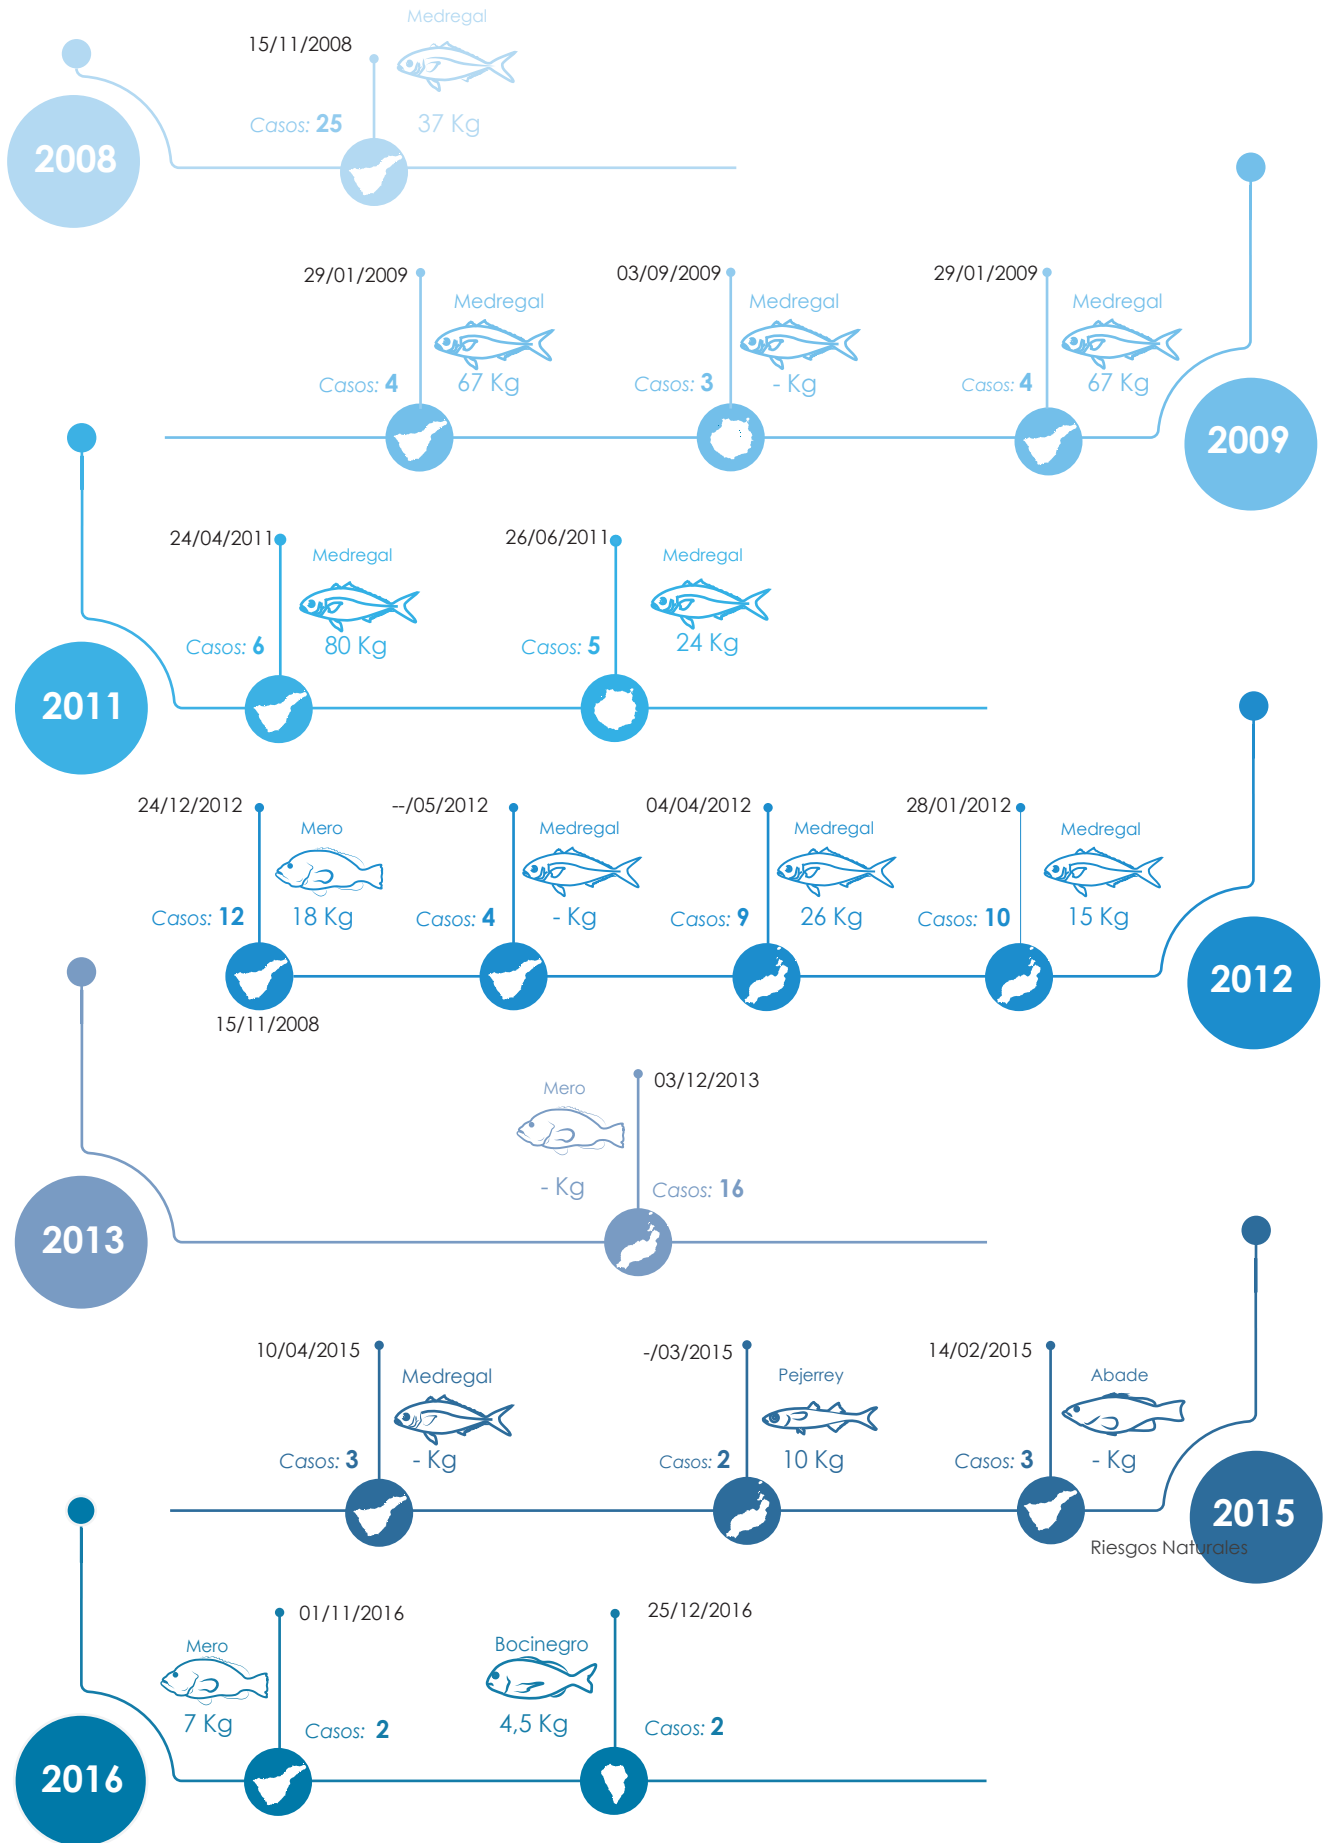 Medregal
15/11/2008
Casos: 25
37 Kg
2008
29/01/2009
Medregal
Casos: 4
67 Kg
03/09/2009
Medregal
Casos: 3
- Kg
29/01/2009
Medregal
Casos: 4
67 Kg
2009
24/04/2011
Medregal
Casos: 6
80 Kg
26/06/2011
Medregal
Casos: 5
24 Kg
2011
24/12/2012
Mero
Casos: 12
18 Kg
15/11/2008
--/05/2012
Medregal
Casos: 4
- Kg
04/04/2012
Medregal
Casos: 9
26 Kg
28/01/2012
Medregal
Casos: 10
15 Kg
2012
03/12/2013
Mero
- Kg
Casos: 16
2013
10/04/2015
Medregal
Casos: 3
- Kg
-/03/2015
Pejerrey
Casos: 2
10 Kg
14/02/2015
Abade
Casos: 3
- Kg
2015
Riesgos Naturales
01/11/2016
Mero
7 Kg
Casos: 2
25/12/2016
Bocinegro
4,5 Kg
Casos: 2
2016